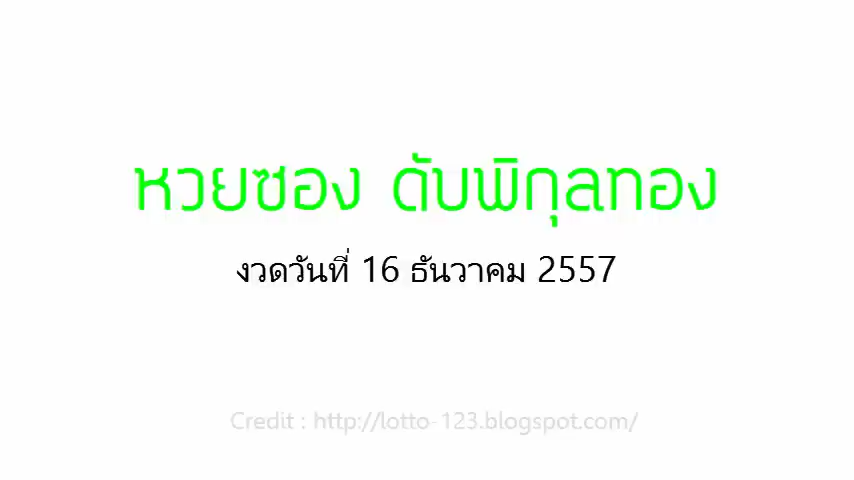 หวยซอง ดับพิกุลทอง
งวดวันที่ 16 ธันวาคม 2557
Credit : http://lotto-123.blogspot.com/